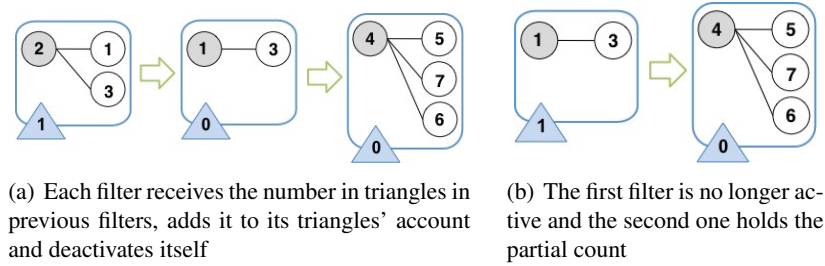 2 1 1 3 4 5
3 7
6
1 0 0
1 3 4 5
7
6
1 0
(a) Each filter receives the number in triangles in
previous filters, adds it to its triangles' account
and deactivates itself
(b) The first filter is no longer ac-
tive and the second one holds the
partial count